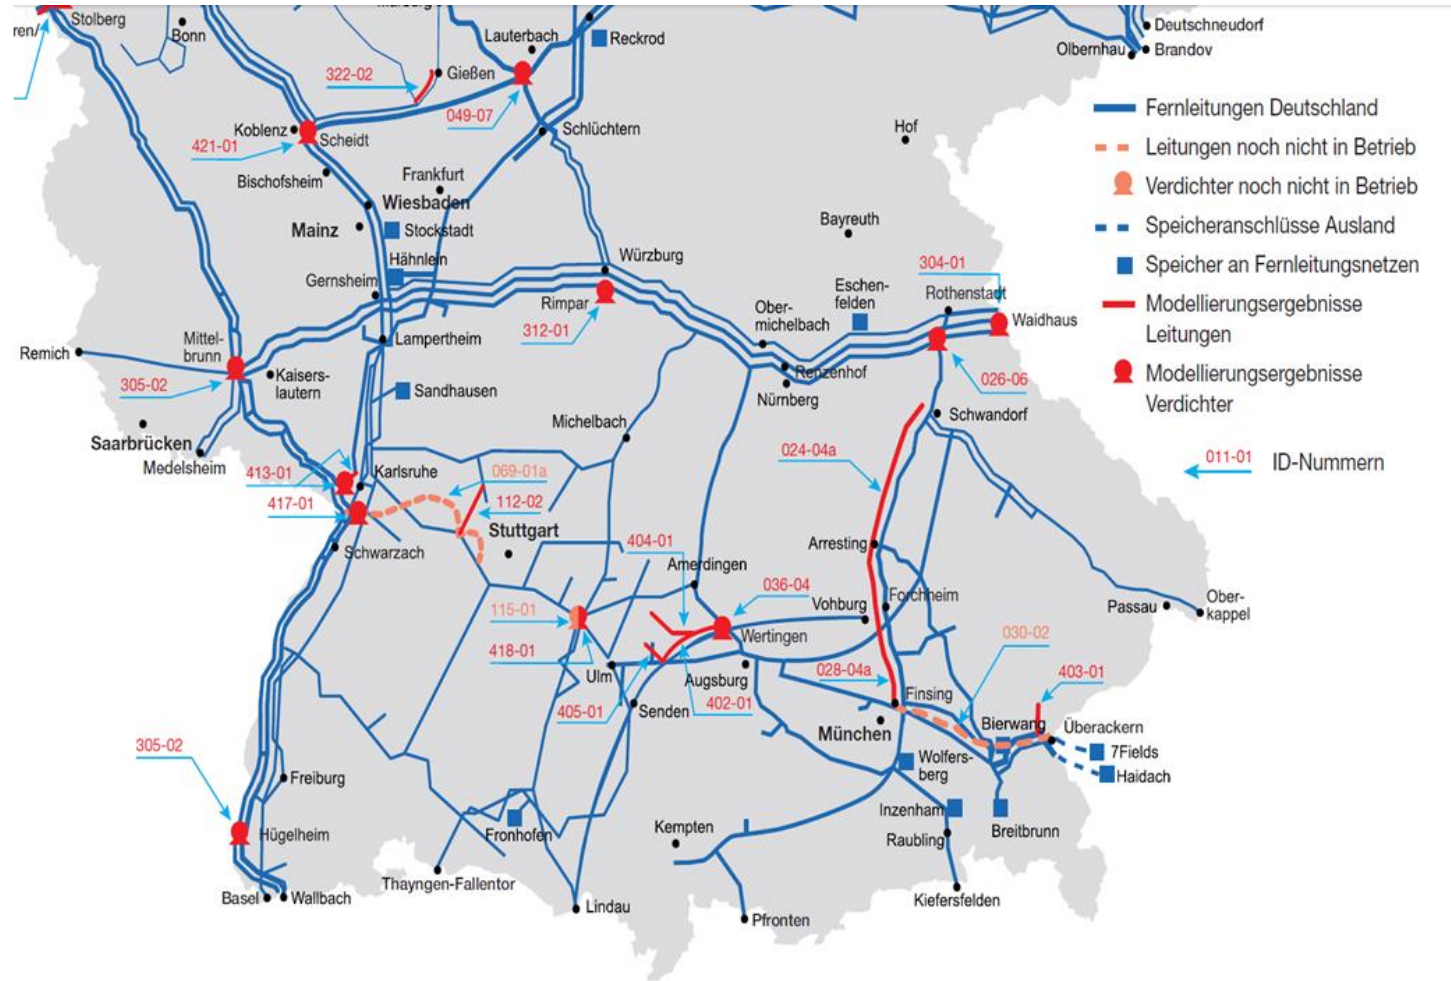 Stolberg
ren/
Bonn
Lauterbach
Reckrod
Deutschneudorf
Olbernhau
Brandov
322-02
Gießen
049-07
Schlüchtern
Koblenz
Scheidt
421-01
Bischofsheim
Hof
Frankfurt
Wiesbaden
Mainz
Stockstadt
Bayreuth
Hähnlein
Gernsheim
Würzburg
Rimpar
312-01
Eschen-
felden
304-01
Rothenstadt
Waidhaus
Ober-
michelbach
Remich
Mittel-
brunn
305-02
Kaisers-
lautern
Lampertheim
Sandhausen
Renzenhof
Nürnberg
026-06
Saarbrücken
Medelsheim
Michelbach
Schwandorf
024-04a
413-01
Karlsruhe
069-01a
417-01
112-02
Stuttgart
Schwarzach
404-01
Arresting
Amerdingen
036-04
Vohburg
Forchheim
Passau
Ober-
kappel
115-01
418-01
Wertingen
030-02
Ulm
Augsburg
028-04a
403-01
405-01
Senden
402-01
Finsing
München
Bierwang
Überackern
7Fields
Haidach
305-02
Freiburg
Wolfers-
berg
Hügelheim
Fronhofen
Kempten
Inzenham
Raubling
Breitbrunn
Basel
Wallbach
Thayngen-Fallentor
Lindau
Pfronten
Kiefersfelden
Fernleitungen Deutschland
Leitungen noch nicht in Betrieb
Verdichter noch nicht in Betrieb
Speicheranschlüsse Ausland
Speicher an Fernleitungsnetzen
Modellierungsergebnisse
Leitungen
Modellierungsergebnisse
Verdichter
011-01
ID-Nummern